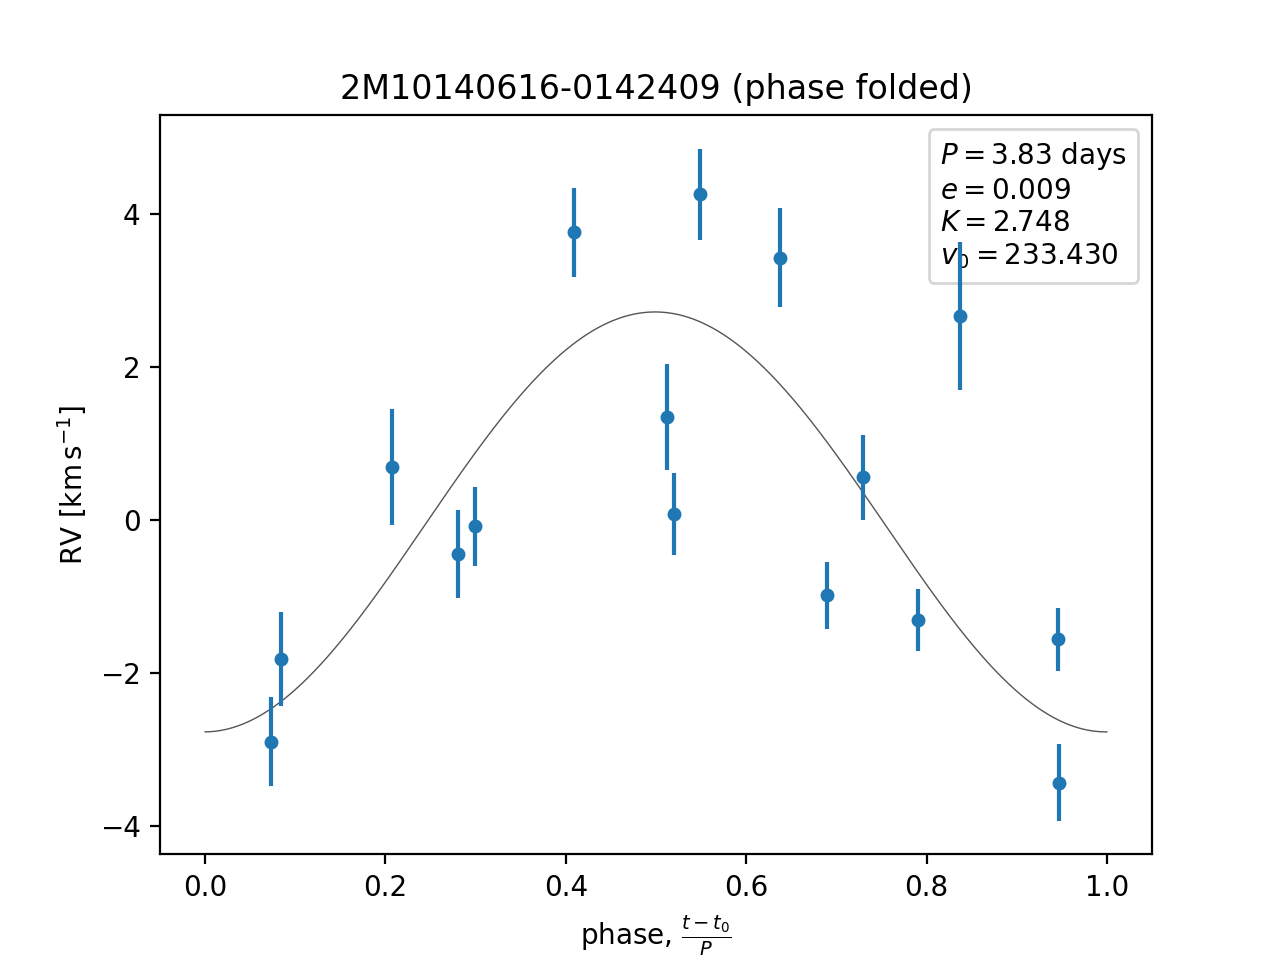 2M10140616-0142409 (phase folded)
P = 3.83 days
e = 0.009
K = 2.748
v₀ = 233.430
RV [km s⁻¹]
4
2
0
−2
−4
0.0 0.2 0.4 0.6 0.8 1.0
phase, (t − t₀)/P